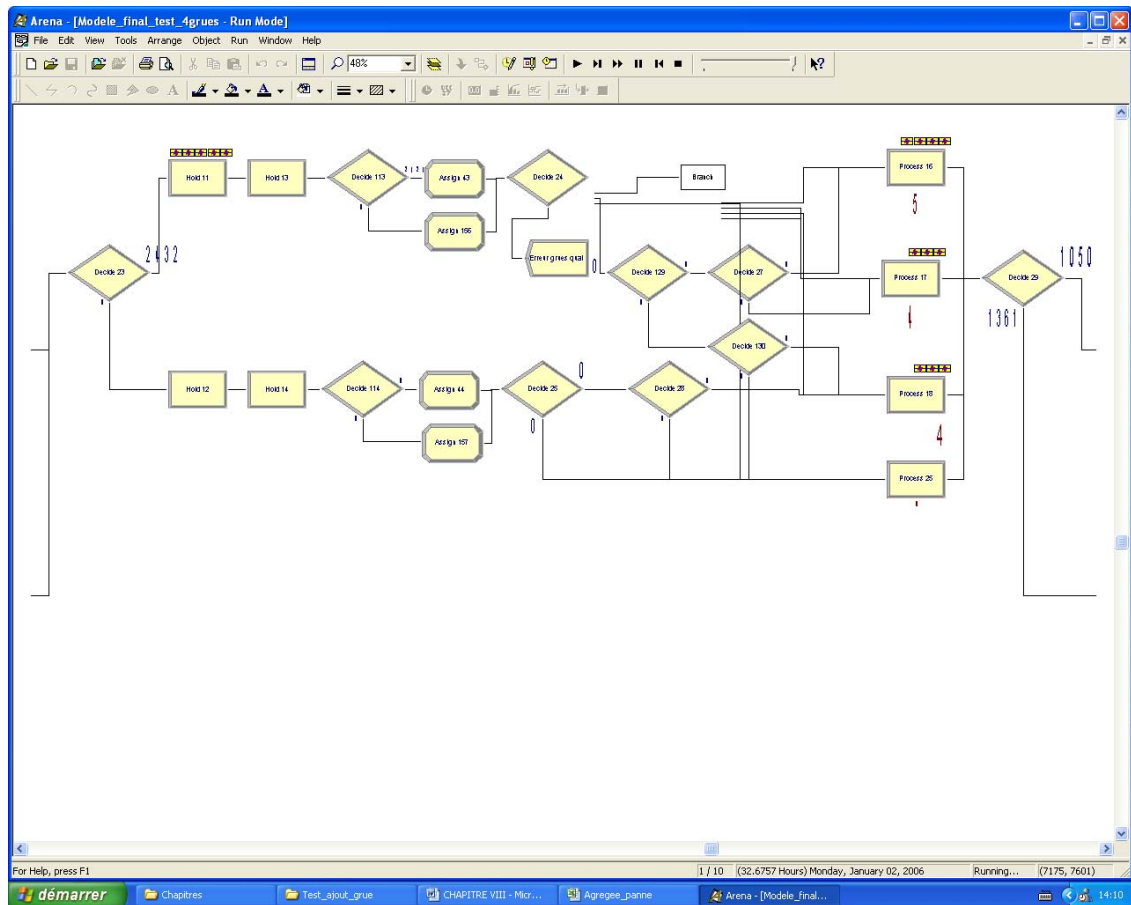 Arena - [Modele_final_test_4grues - Run Mode]
File Edit View Tools Arrange Object Run Window Help
48%
Hold 11
Hold 13
Decide 113
Assign 43
Decide 24
Branch
Process 16
5
Assign 156
2432
Decide 23
Erreur grues quai
0
Decide 129
Decide 27
Process 17
Decide 29
1050
1361
Decide 130
Hold 12
Hold 14
Decide 114
Assign 44
Decide 25
0
0
Decide 28
Process 18
4
Assign 157
Process 25
For Help, press F1
1 / 10
(32.6757 Hours) Monday, January 02, 2006
Running...
(7175, 7601)
démarrer
Chapitres
Test_ajout_grue
CHAPITRE VIII - Micr...
Agregee_panne
Arena - [Modele_final...
14:10